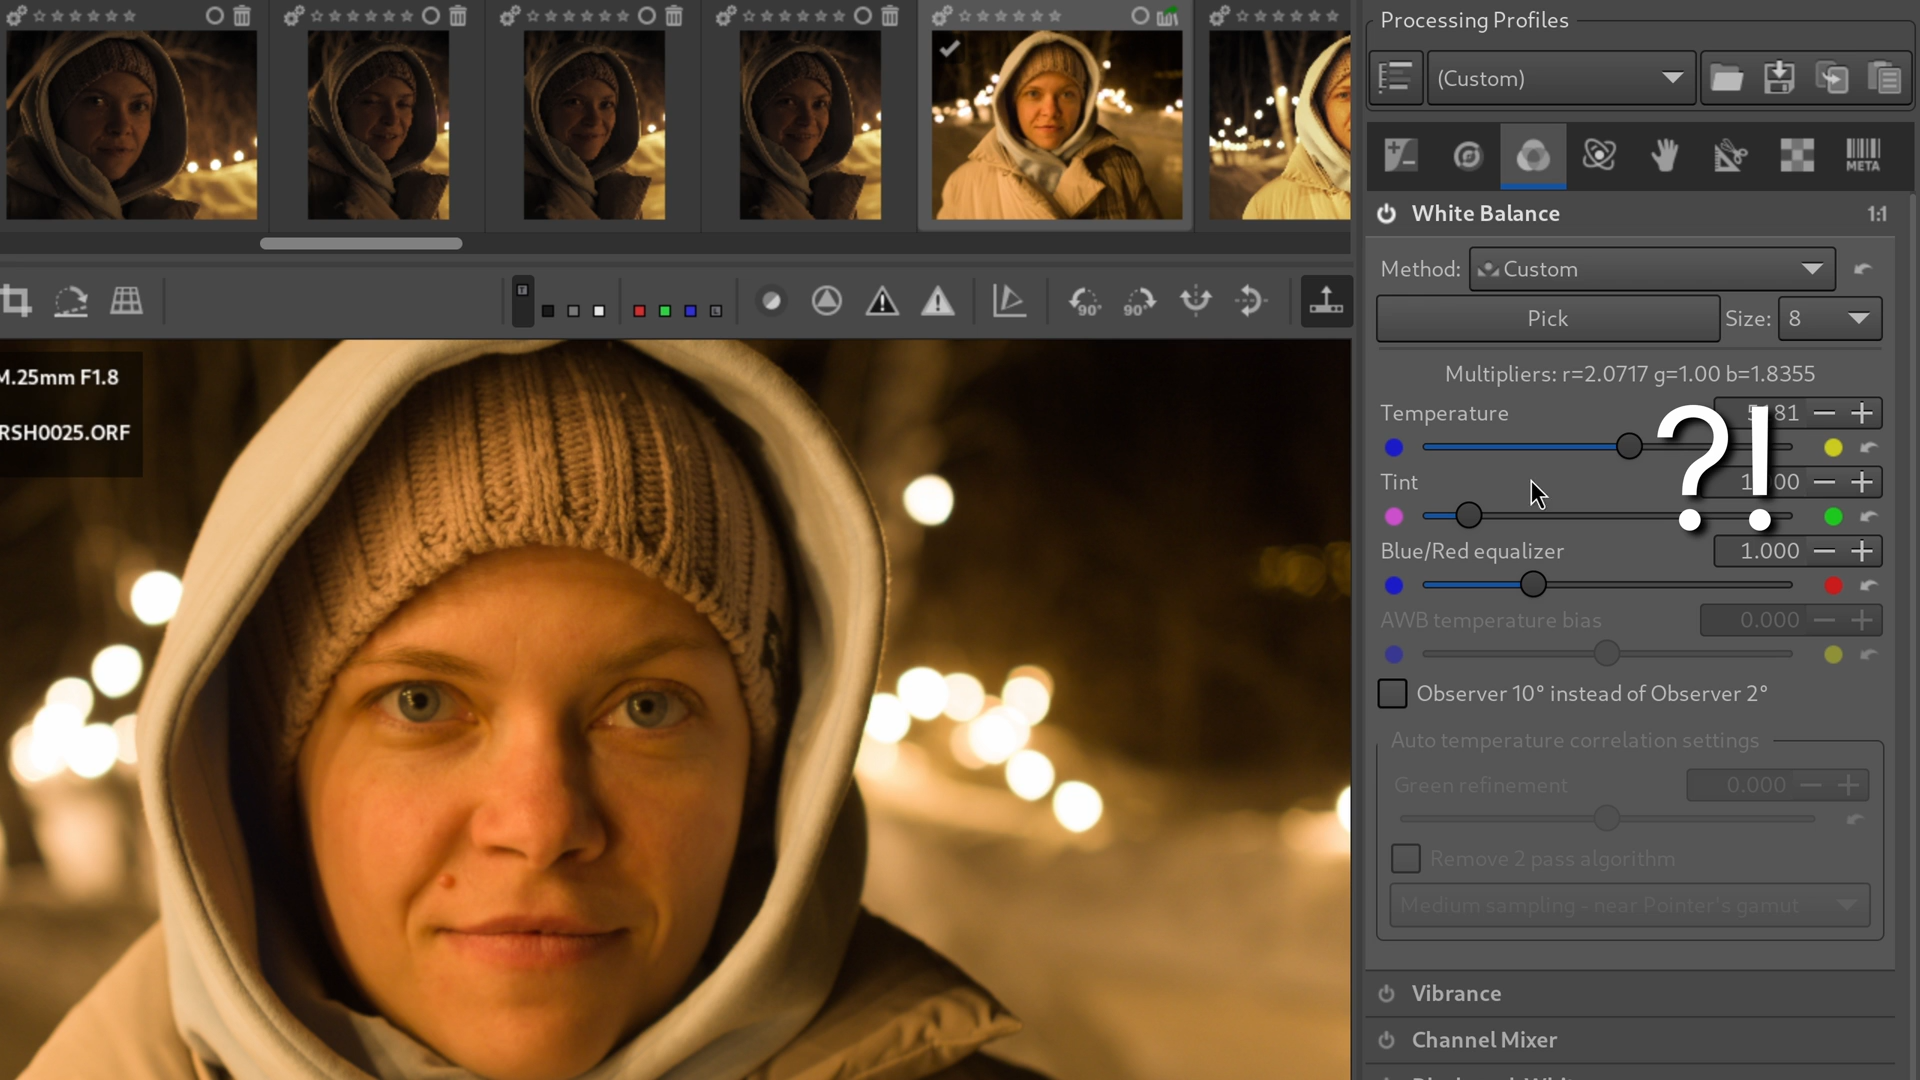 Processing Profiles
(Custom)
META
White Balance
1:1
Method: Custom
Pick
Size: 8
Multipliers: r=2.0717 g=1.00 b=1.8355
Temperature
?!
Tint
Blue/Red equalizer 1.000
AWB temperature bias 0.000
Observer 10° instead of Observer 2°
Auto temperature correlation settings
Green refinement 0.000
Remove 2 pass algorithm
Medium sampling - near Pointer's gamut
Vibrance
Channel Mixer
90°
90°
M.25mm F1.8
RSH0025.ORF